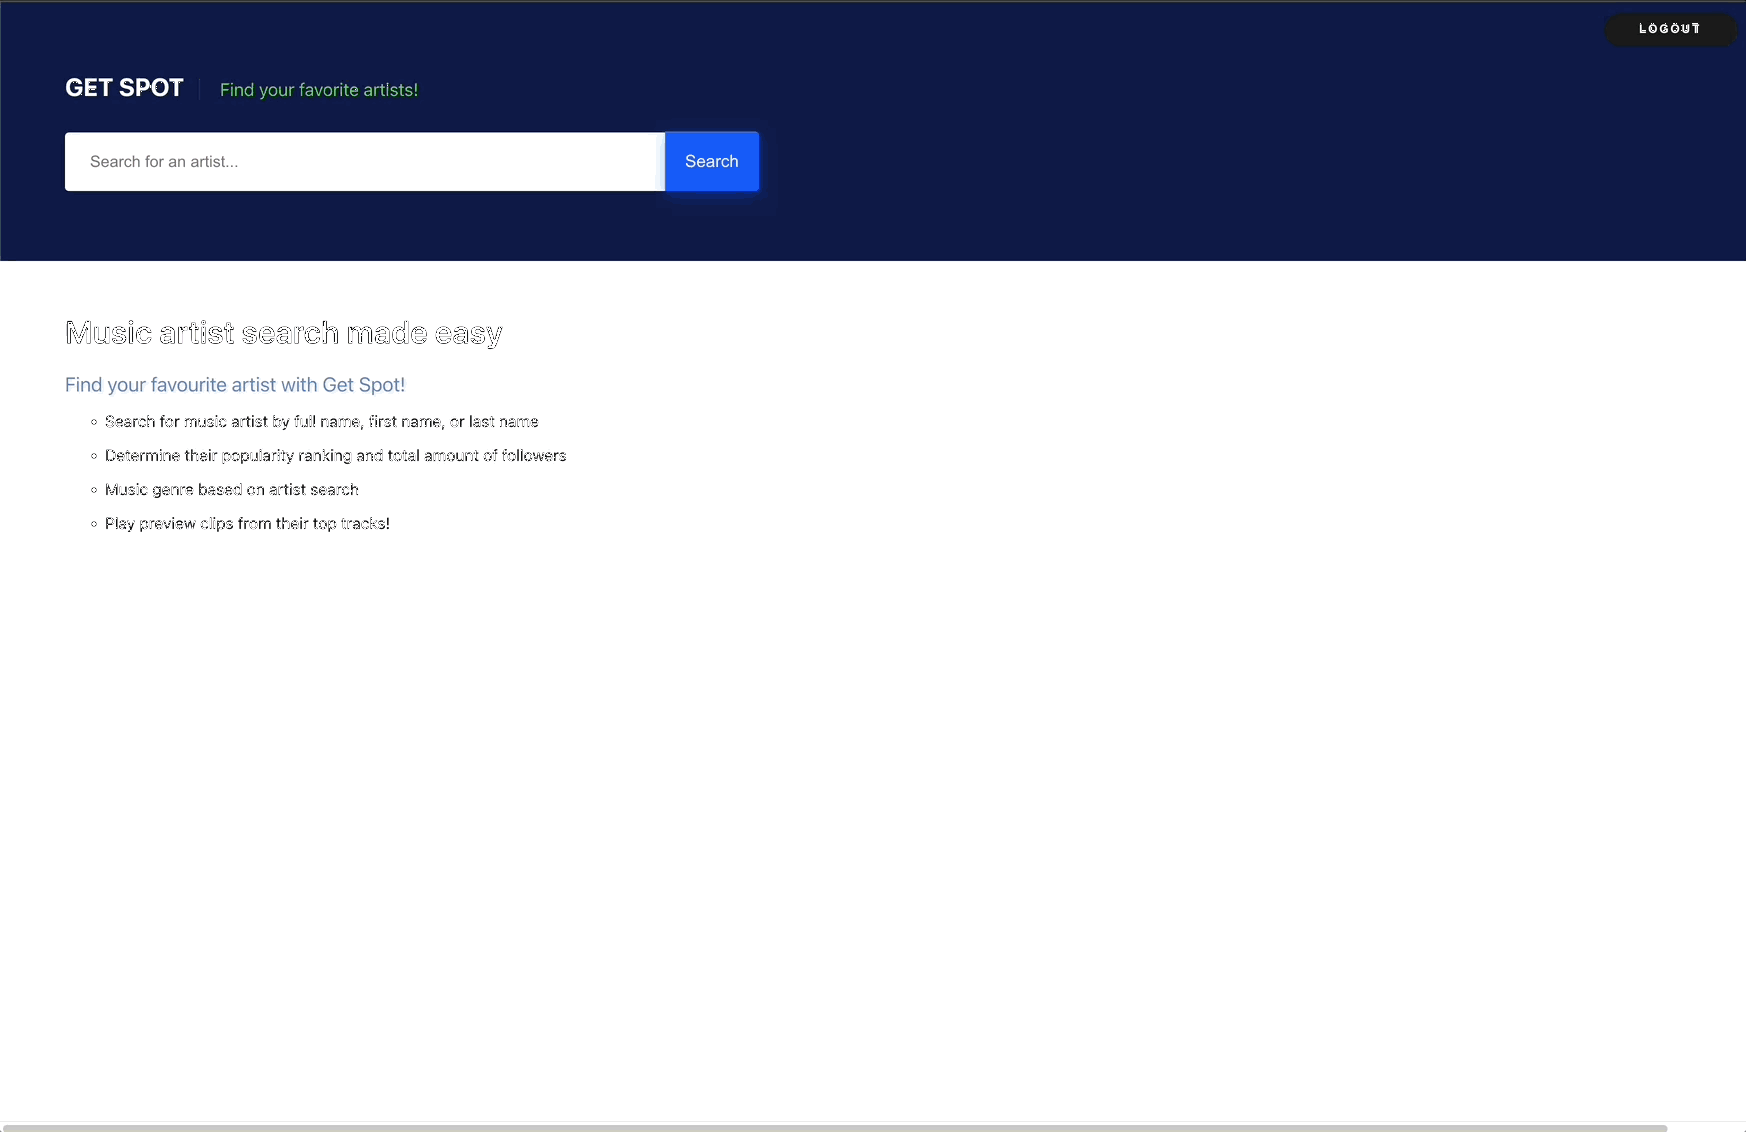 LOGOUT
GET SPOT
Find your favorite artists!
Search for an artist...
Search
Music artist search made easy
Find your favourite artist with Get Spot!
Search for music artist by full name, first name, or last name
Determine their popularity ranking and total amount of followers
Music genre based on artist search
Play preview clips from their top tracks!